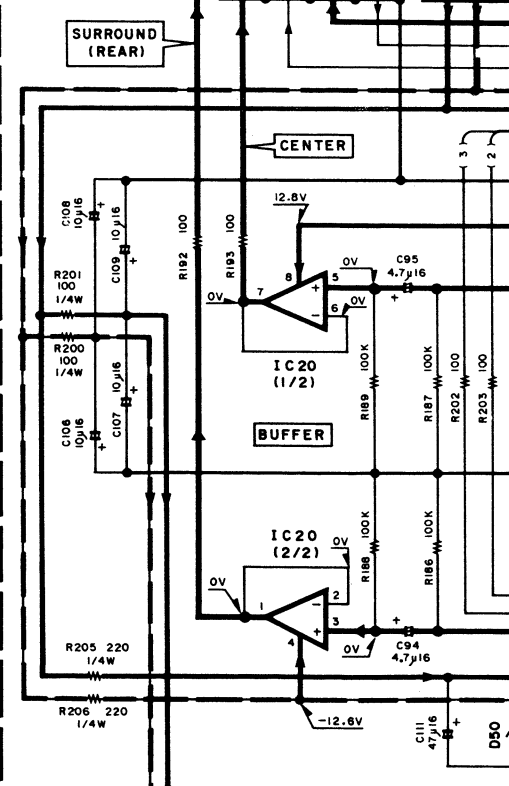 SURROUND
(REAR)
CENTER
3
2
C108
10µ16
+
10µ16
C109
+
R192 100
R193 100
12.8V
8
0V
7
+
5
−
6
0V
0V
C95
4.7µ16
+
R201
100
1/4W
R200
100
1/4W
IC20
(1/2)
R189 100K
R187 100K
R202 100
R203 100
C106
10µ16
+
C107 10µ16
+
BUFFER
IC20
(2/2)
0V
R188 100K
R186 100K
0V
1
−
2
+
3
4
0V
+
C94
4.7µ16
R205 220
1/4W
R206 220
1/4W
−12.6V
C111
47µ16
+
D50